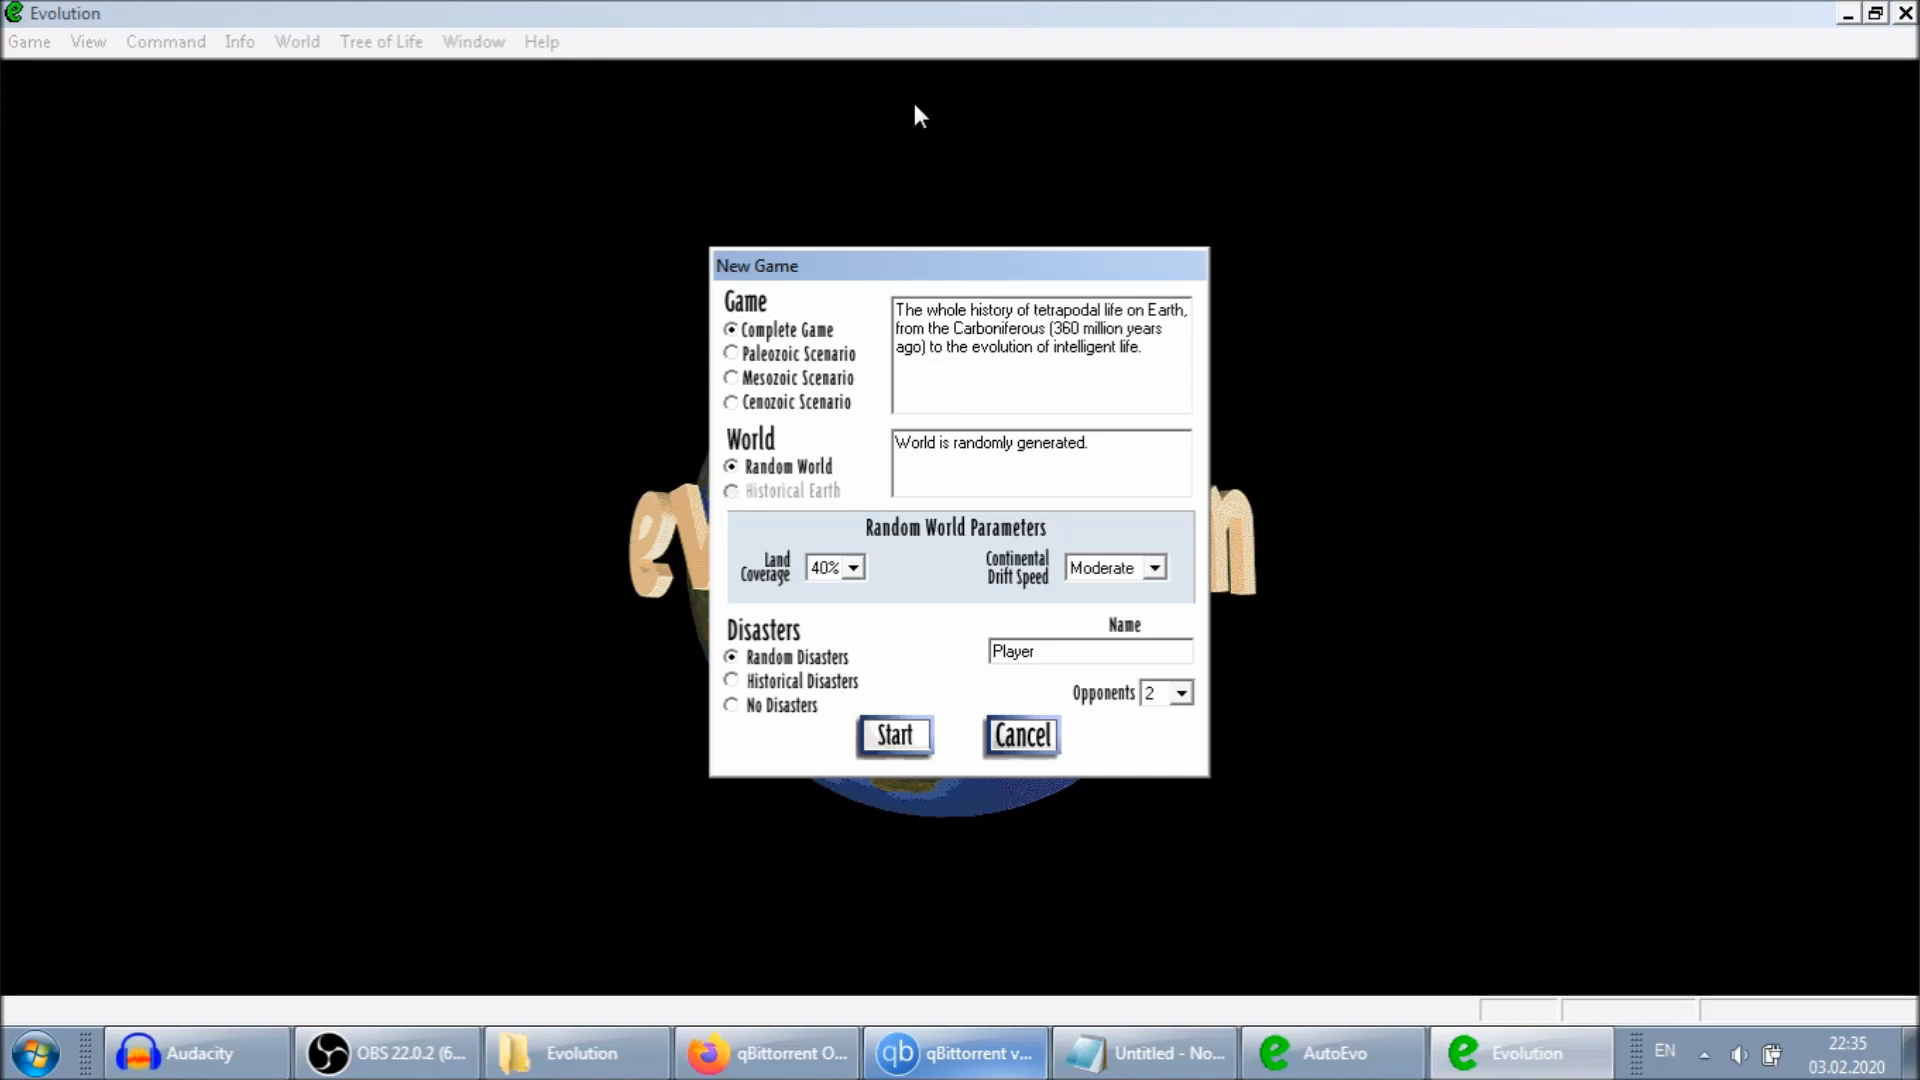 Evolution
Game View Command Info World Tree of Life Window Help
New Game
Game
Complete Game
Paleozoic Scenario
Mesozoic Scenario
Cenozoic Scenario
The whole history of tetrapodal life on Earth,
from the Carboniferous (360 million years
ago) to the evolution of intelligent life.
World
Random World
Historical Earth
World is randomly generated.
Random World Parameters
Land
Coverage
40%
Continental
Drift Speed
Moderate
Disasters
Random Disasters
Historical Disasters
No Disasters
Name
Player
Opponents 2
Start Cancel
ev n
Audacity
OBS 22.0.2 (6...
Evolution
qBittorrent O...
qb qBittorrent v...
Untitled - No...
e AutoEvo
e Evolution
EN
22:35
03.02.2020